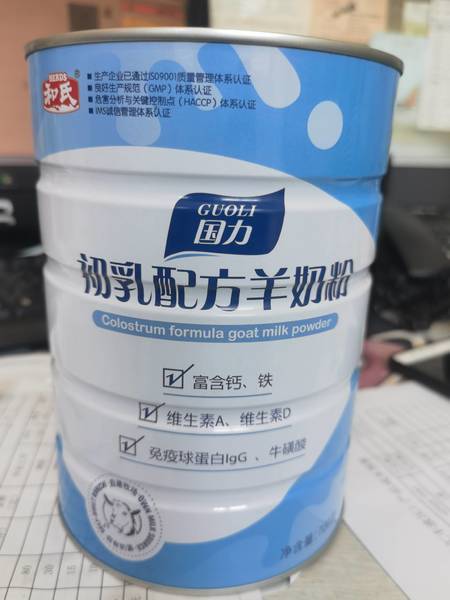 HERDS
和氏
®
■ 生产企业已通过ISO9001质量管理体系认证
■ 良好生产规范（GMP）体系认证
■ 危害分析与关键控制点（HACCP）体系认证
■ IMS诚信管理体系认证
GUOLI
国力
初乳配方羊奶粉
Colostrum formula goat milk powder
富含钙、铁
维生素A、维生素D
免疫球蛋白IgG 、牛磺酸
净含量：700